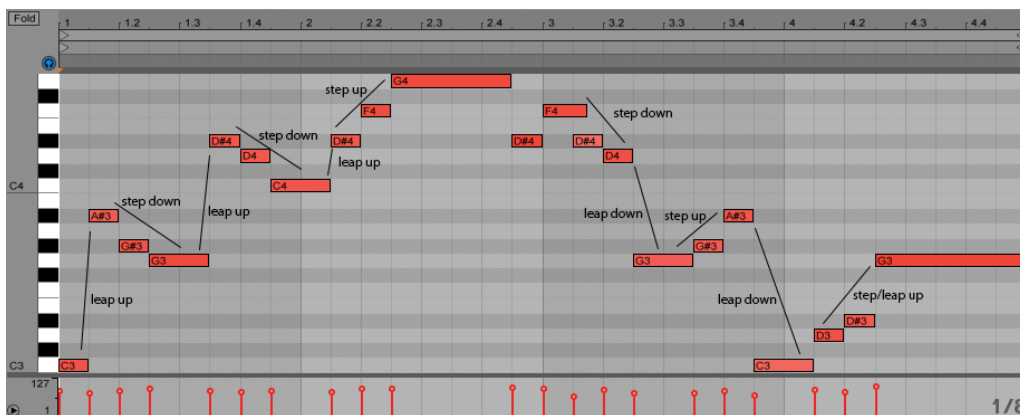 Fold
1 1.2 1.3 1.4 2 2.2 2.3 2.4 3 3.2 3.3 3.4 4 4.2 4.3 4.4
G4
step up
F4 F4
step down step down
D#4 D#4 D#4 D#4
D4 leap up D4
C4 C4
step down
A#3 leap up leap down step up A#3
G#3 G#3
G3 G3 G3
leap up leap down step/leap up
D#3
D3
C3 C3 C3
127
1 1/8